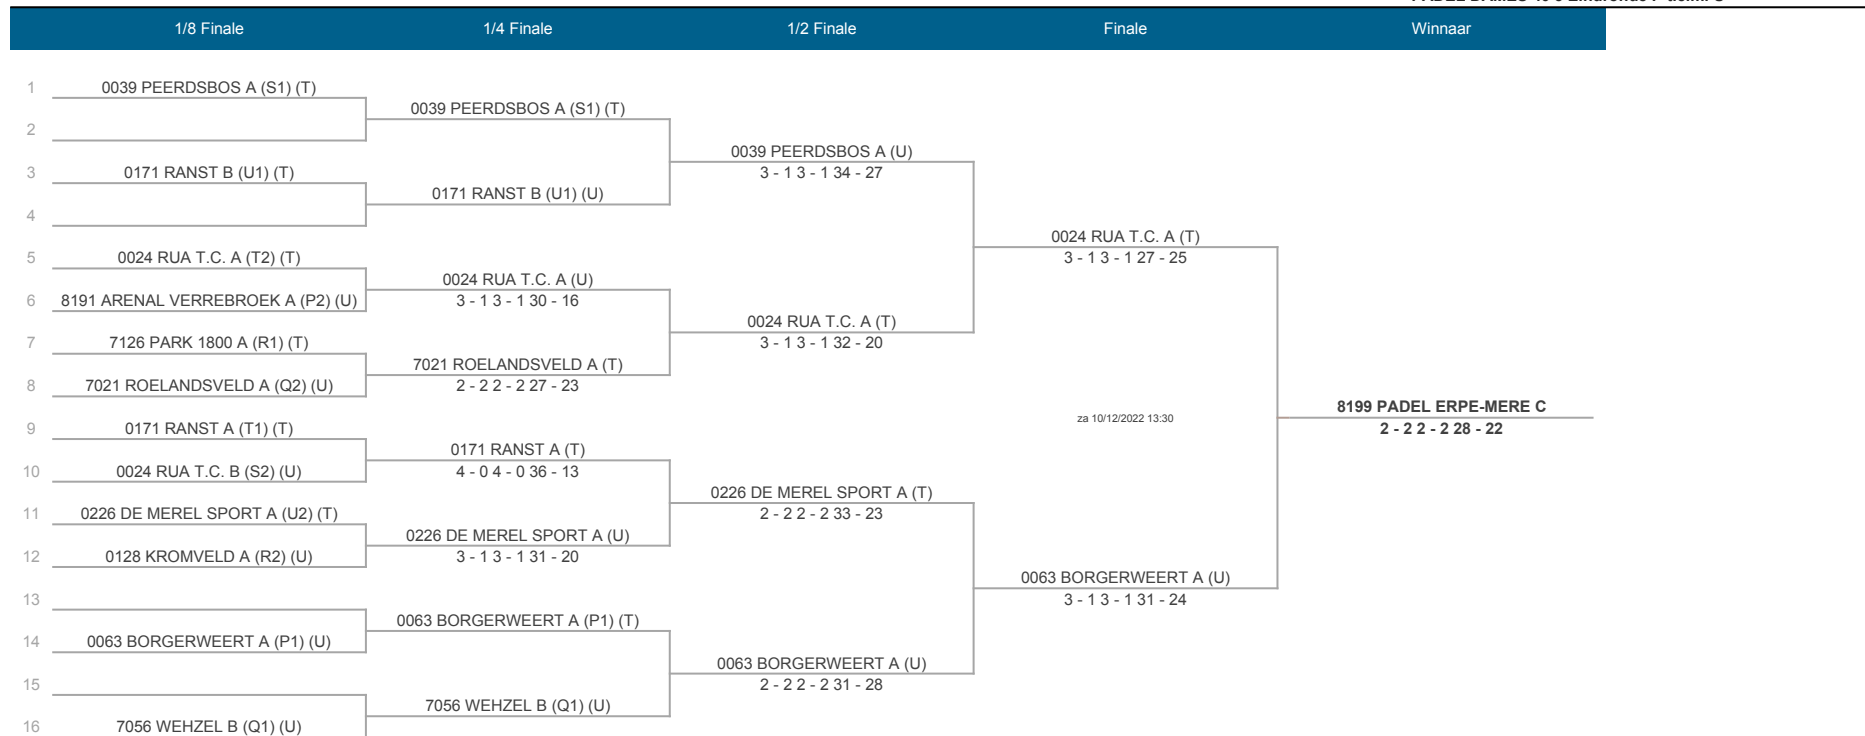 1/8 Finale 1/4 Finale 1/2 Finale Finale Winnaar
1 0039 PEERDSBOS A (S1) (T)
0039 PEERDSBOS A (S1) (T)
2
0039 PEERDSBOS A (U)
3 0171 RANST B (U1) (T)
3 - 1 3 - 1 34 - 27
0171 RANST B (U1) (U)
4
0024 RUA T.C. A (T)
5 0024 RUA T.C. A (T2) (T)
3 - 1 3 - 1 27 - 25
0024 RUA T.C. A (U)
6 8191 ARENAL VERREBROEK A (P2) (U)
3 - 1 3 - 1 30 - 16
0024 RUA T.C. A (T)
7 7126 PARK 1800 A (R1) (T)
3 - 1 3 - 1 32 - 20
7021 ROELANDSVELD A (T)
8 7021 ROELANDSVELD A (Q2) (U)
2 - 2 2 - 2 27 - 23
8199 PADEL ERPE-MERE C
za 10/12/2022 13:30
9 0171 RANST A (T1) (T)
2 - 2 2 - 2 28 - 22
0171 RANST A (T)
10 0024 RUA T.C. B (S2) (U)
4 - 0 4 - 0 36 - 13
0226 DE MEREL SPORT A (T)
11 0226 DE MEREL SPORT A (U2) (T)
2 - 2 2 - 2 33 - 23
0226 DE MEREL SPORT A (U)
12 0128 KROMVELD A (R2) (U)
3 - 1 3 - 1 31 - 20
0063 BORGERWEERT A (U)
13
3 - 1 3 - 1 31 - 24
0063 BORGERWEERT A (P1) (T)
14 0063 BORGERWEERT A (P1) (U)
0063 BORGERWEERT A (U)
15
2 - 2 2 - 2 31 - 28
7056 WEHZEL B (Q1) (U)
16 7056 WEHZEL B (Q1) (U)